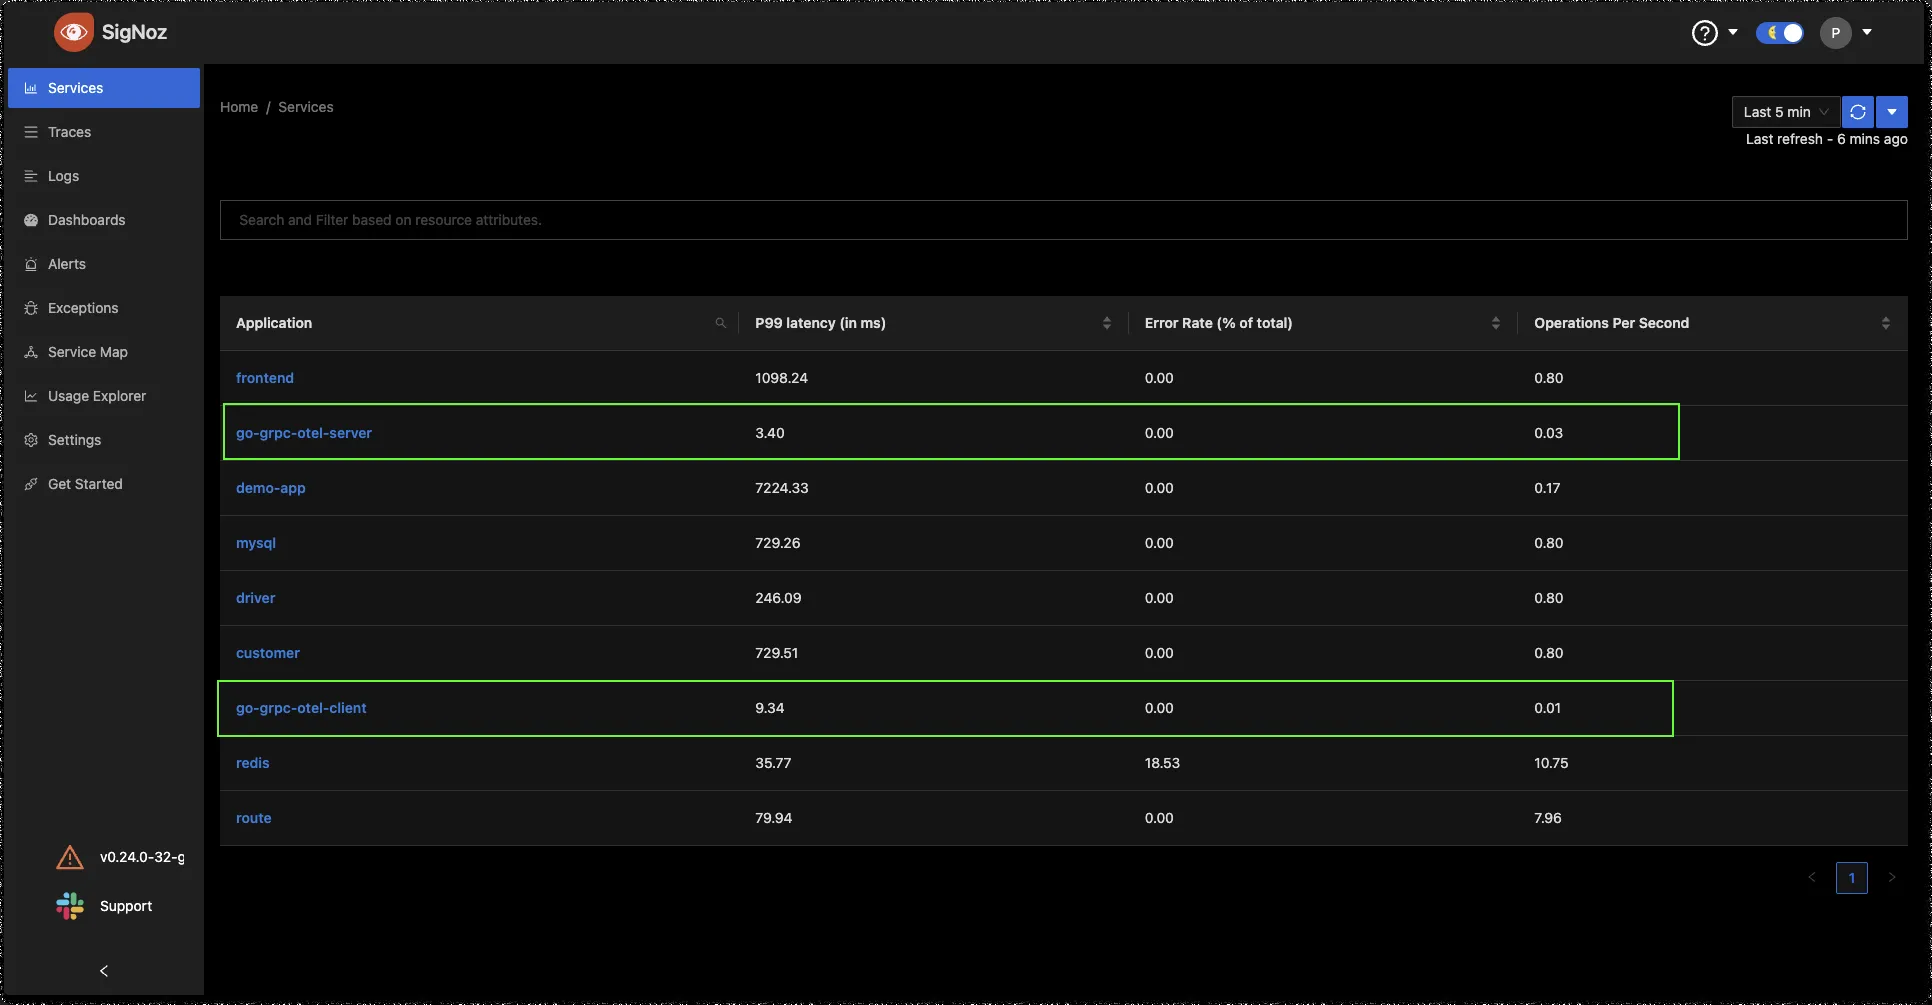 SigNoz
? P
Services
Traces
Logs
Dashboards
Alerts
Exceptions
Service Map
Usage Explorer
Settings
Get Started
v0.24.0-32-g
Support
Home / Services
Last 5 min
Last refresh - 6 mins ago
Search and Filter based on resource attributes.
Application P99 latency (in ms) Error Rate (% of total) Operations Per Second
frontend 1098.24 0.00 0.80
go-grpc-otel-server 3.40 0.00 0.03
demo-app 7224.33 0.00 0.17
mysql 729.26 0.00 0.80
driver 246.09 0.00 0.80
customer 729.51 0.00 0.80
go-grpc-otel-client 9.34 0.00 0.01
redis 35.77 18.53 10.75
route 79.94 0.00 7.96
1